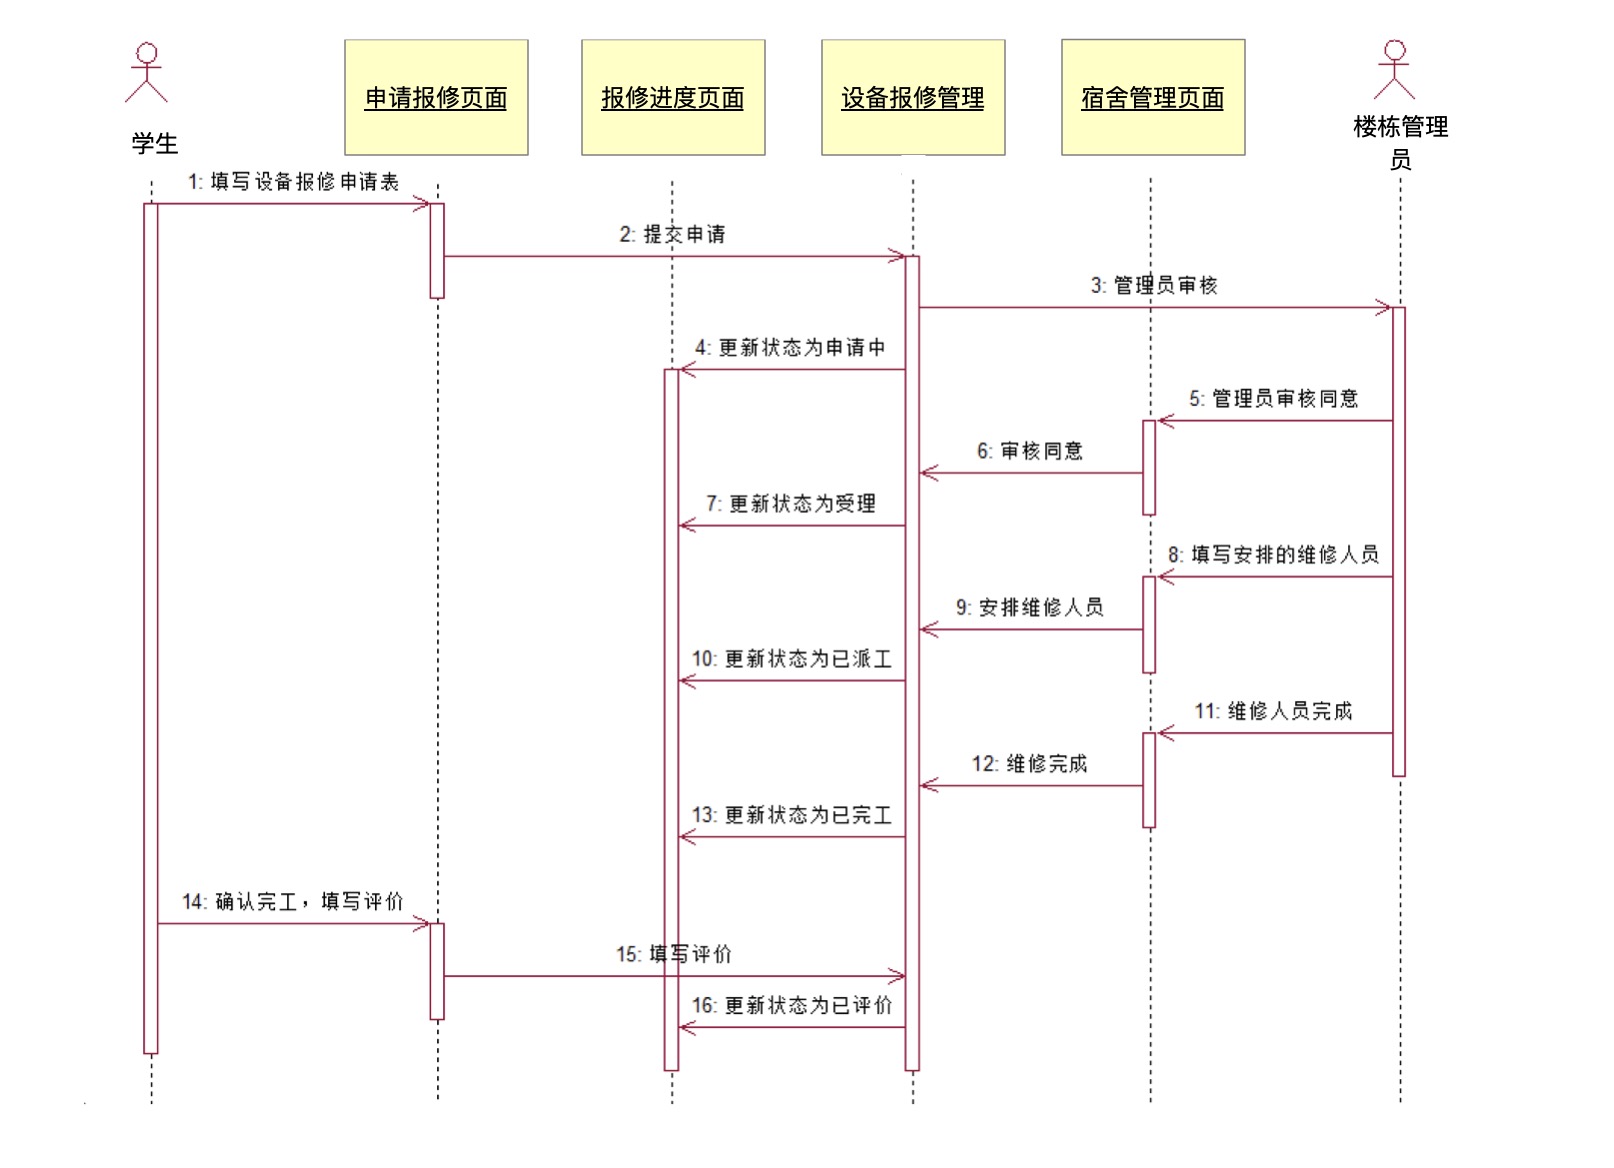 学生
申请报修页面
报修进度页面
设备报修管理
宿舍管理页面
楼栋管理
员
1: 填写设备报修申请表
2: 提交申请
3: 管理员审核
4: 更新状态为申请中
5: 管理员审核同意
6: 审核同意
7: 更新状态为受理
8: 填写安排的维修人员
9: 安排维修人员
10: 更新状态为已派工
11: 维修人员完成
12: 维修完成
13: 更新状态为已完工
14: 确认完工，填写评价
15: 填写评价
16: 更新状态为已评价